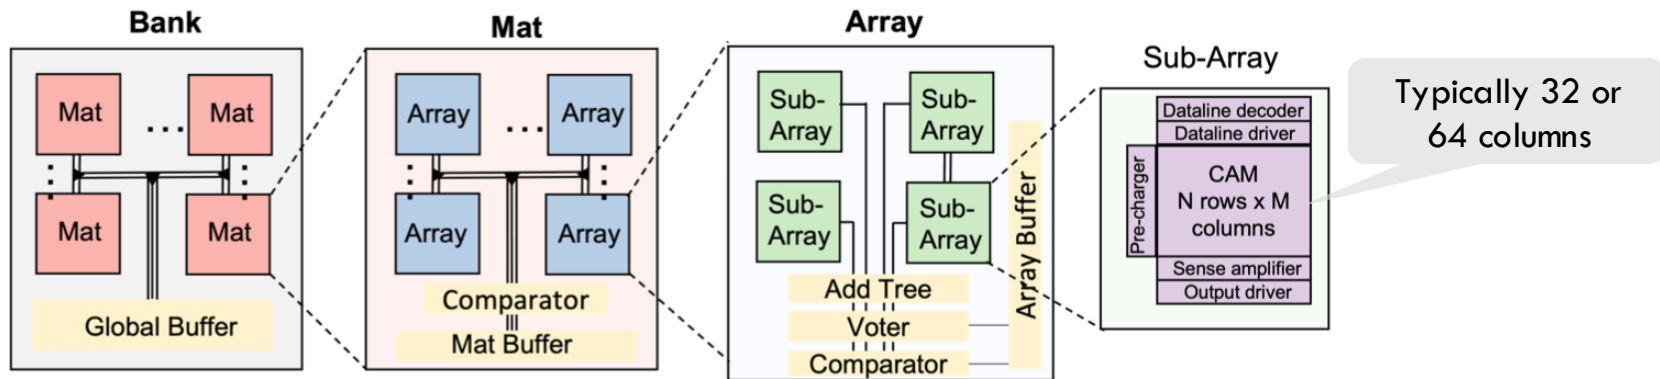 Bank
Mat
Mat
...
Mat
Mat
Global Buffer
Mat
Array
...
Array
Array
Array
Comparator
Mat Buffer
Array
Sub-
Array
Sub-
Array
Sub-
Array
Sub-
Array
Array Buffer
Add Tree
Voter
Comparator
Sub-Array
Dataline decoder
Dataline driver
Pre-charger
CAM
N rows x M
columns
Sense amplifier
Output driver
Typically 32 or
64 columns